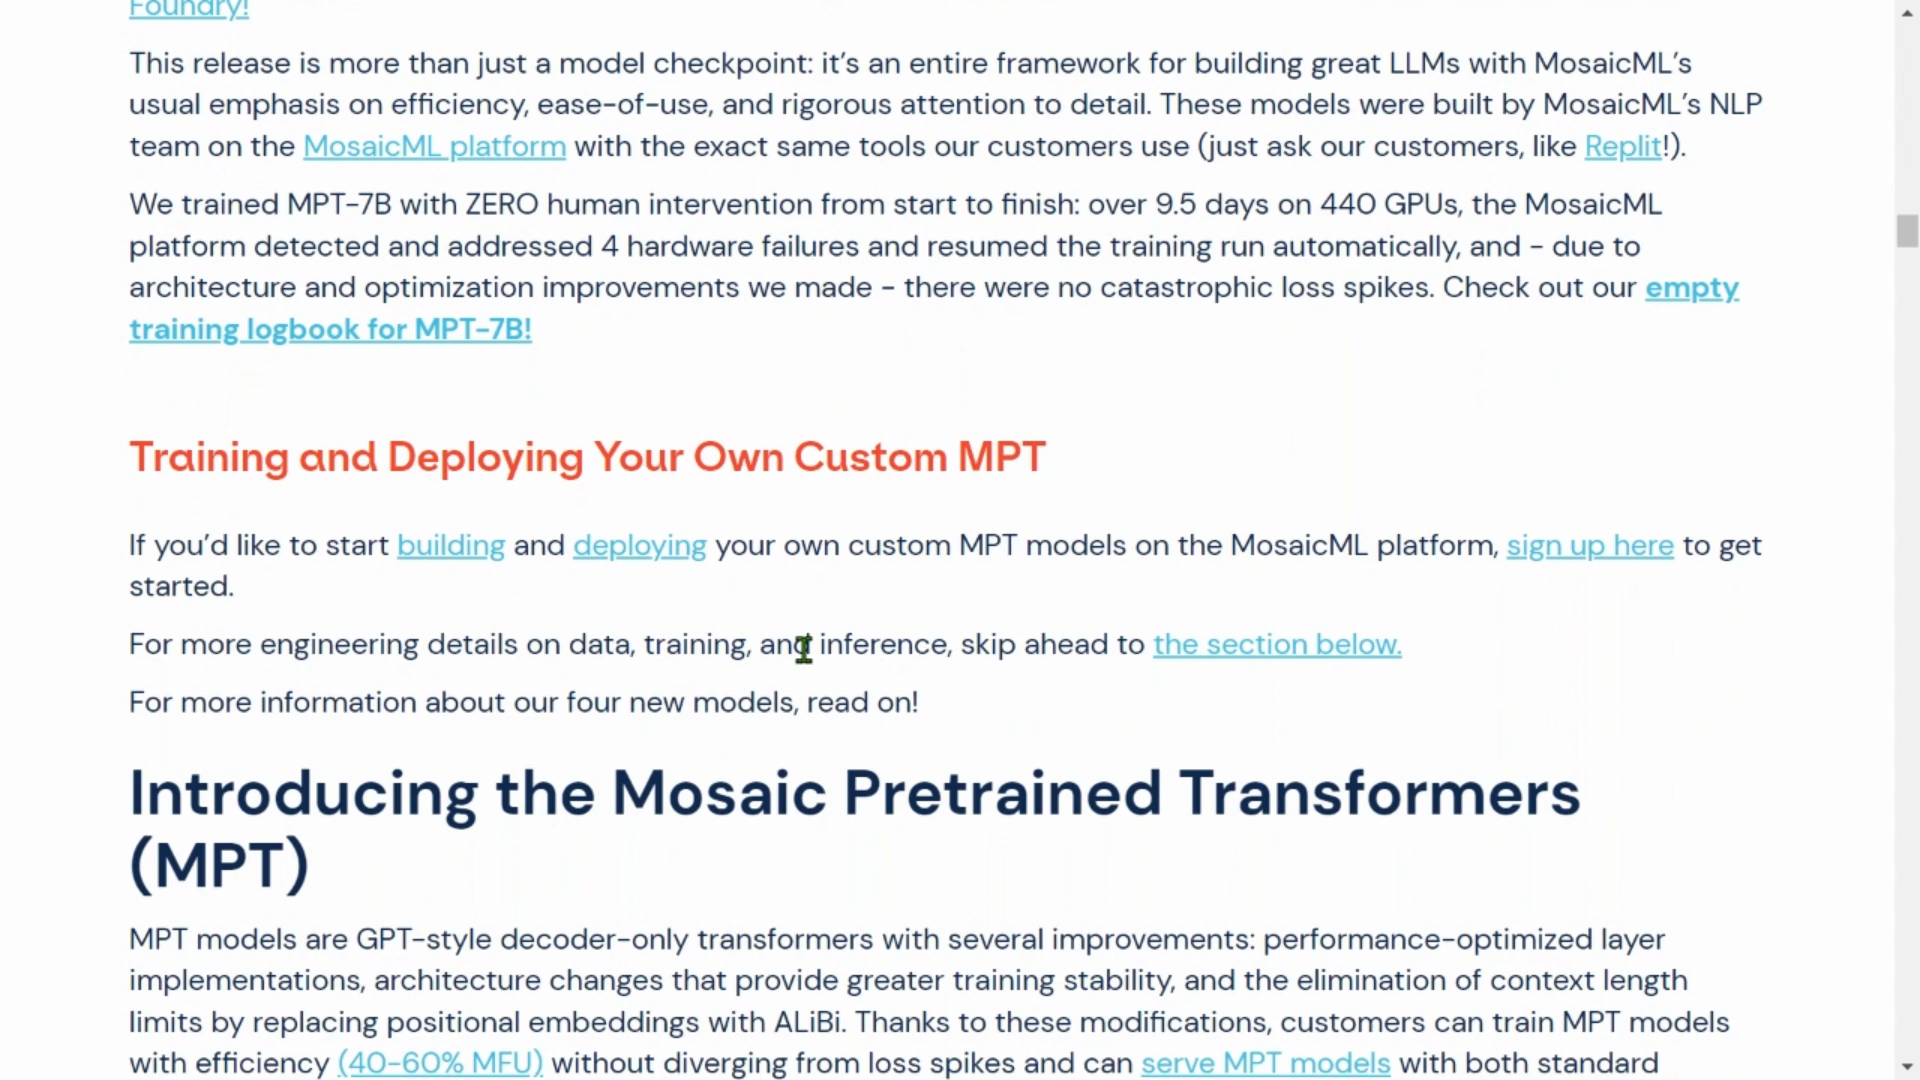 Foundry!
This release is more than just a model checkpoint: it’s an entire framework for building great LLMs with MosaicML’s
usual emphasis on efficiency, ease-of-use, and rigorous attention to detail. These models were built by MosaicML’s NLP
team on the MosaicML platform with the exact same tools our customers use (just ask our customers, like Replit!).
We trained MPT-7B with ZERO human intervention from start to finish: over 9.5 days on 440 GPUs, the MosaicML
platform detected and addressed 4 hardware failures and resumed the training run automatically, and - due to
architecture and optimization improvements we made - there were no catastrophic loss spikes. Check out our empty
training logbook for MPT-7B!
Training and Deploying Your Own Custom MPT
If you’d like to start building and deploying your own custom MPT models on the MosaicML platform, sign up here to get
started.
For more engineering details on data, training, and inference, skip ahead to the section below.
For more information about our four new models, read on!
Introducing the Mosaic Pretrained Transformers
(MPT)
MPT models are GPT-style decoder-only transformers with several improvements: performance-optimized layer
implementations, architecture changes that provide greater training stability, and the elimination of context length
limits by replacing positional embeddings with ALiBi. Thanks to these modifications, customers can train MPT models
with efficiency (40-60% MFU) without diverging from loss spikes and can serve MPT models with both standard